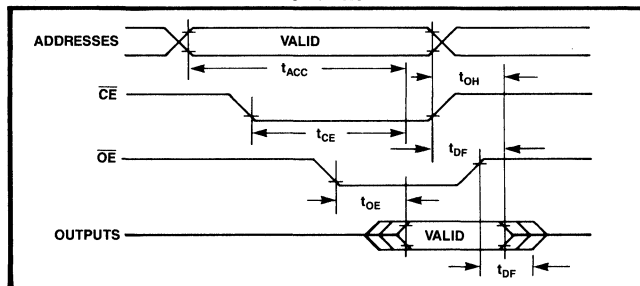 ADDRESSES VALID
tACC tOH
CE
tCE tDF
OE
tOE
OUTPUTS VALID
tDF